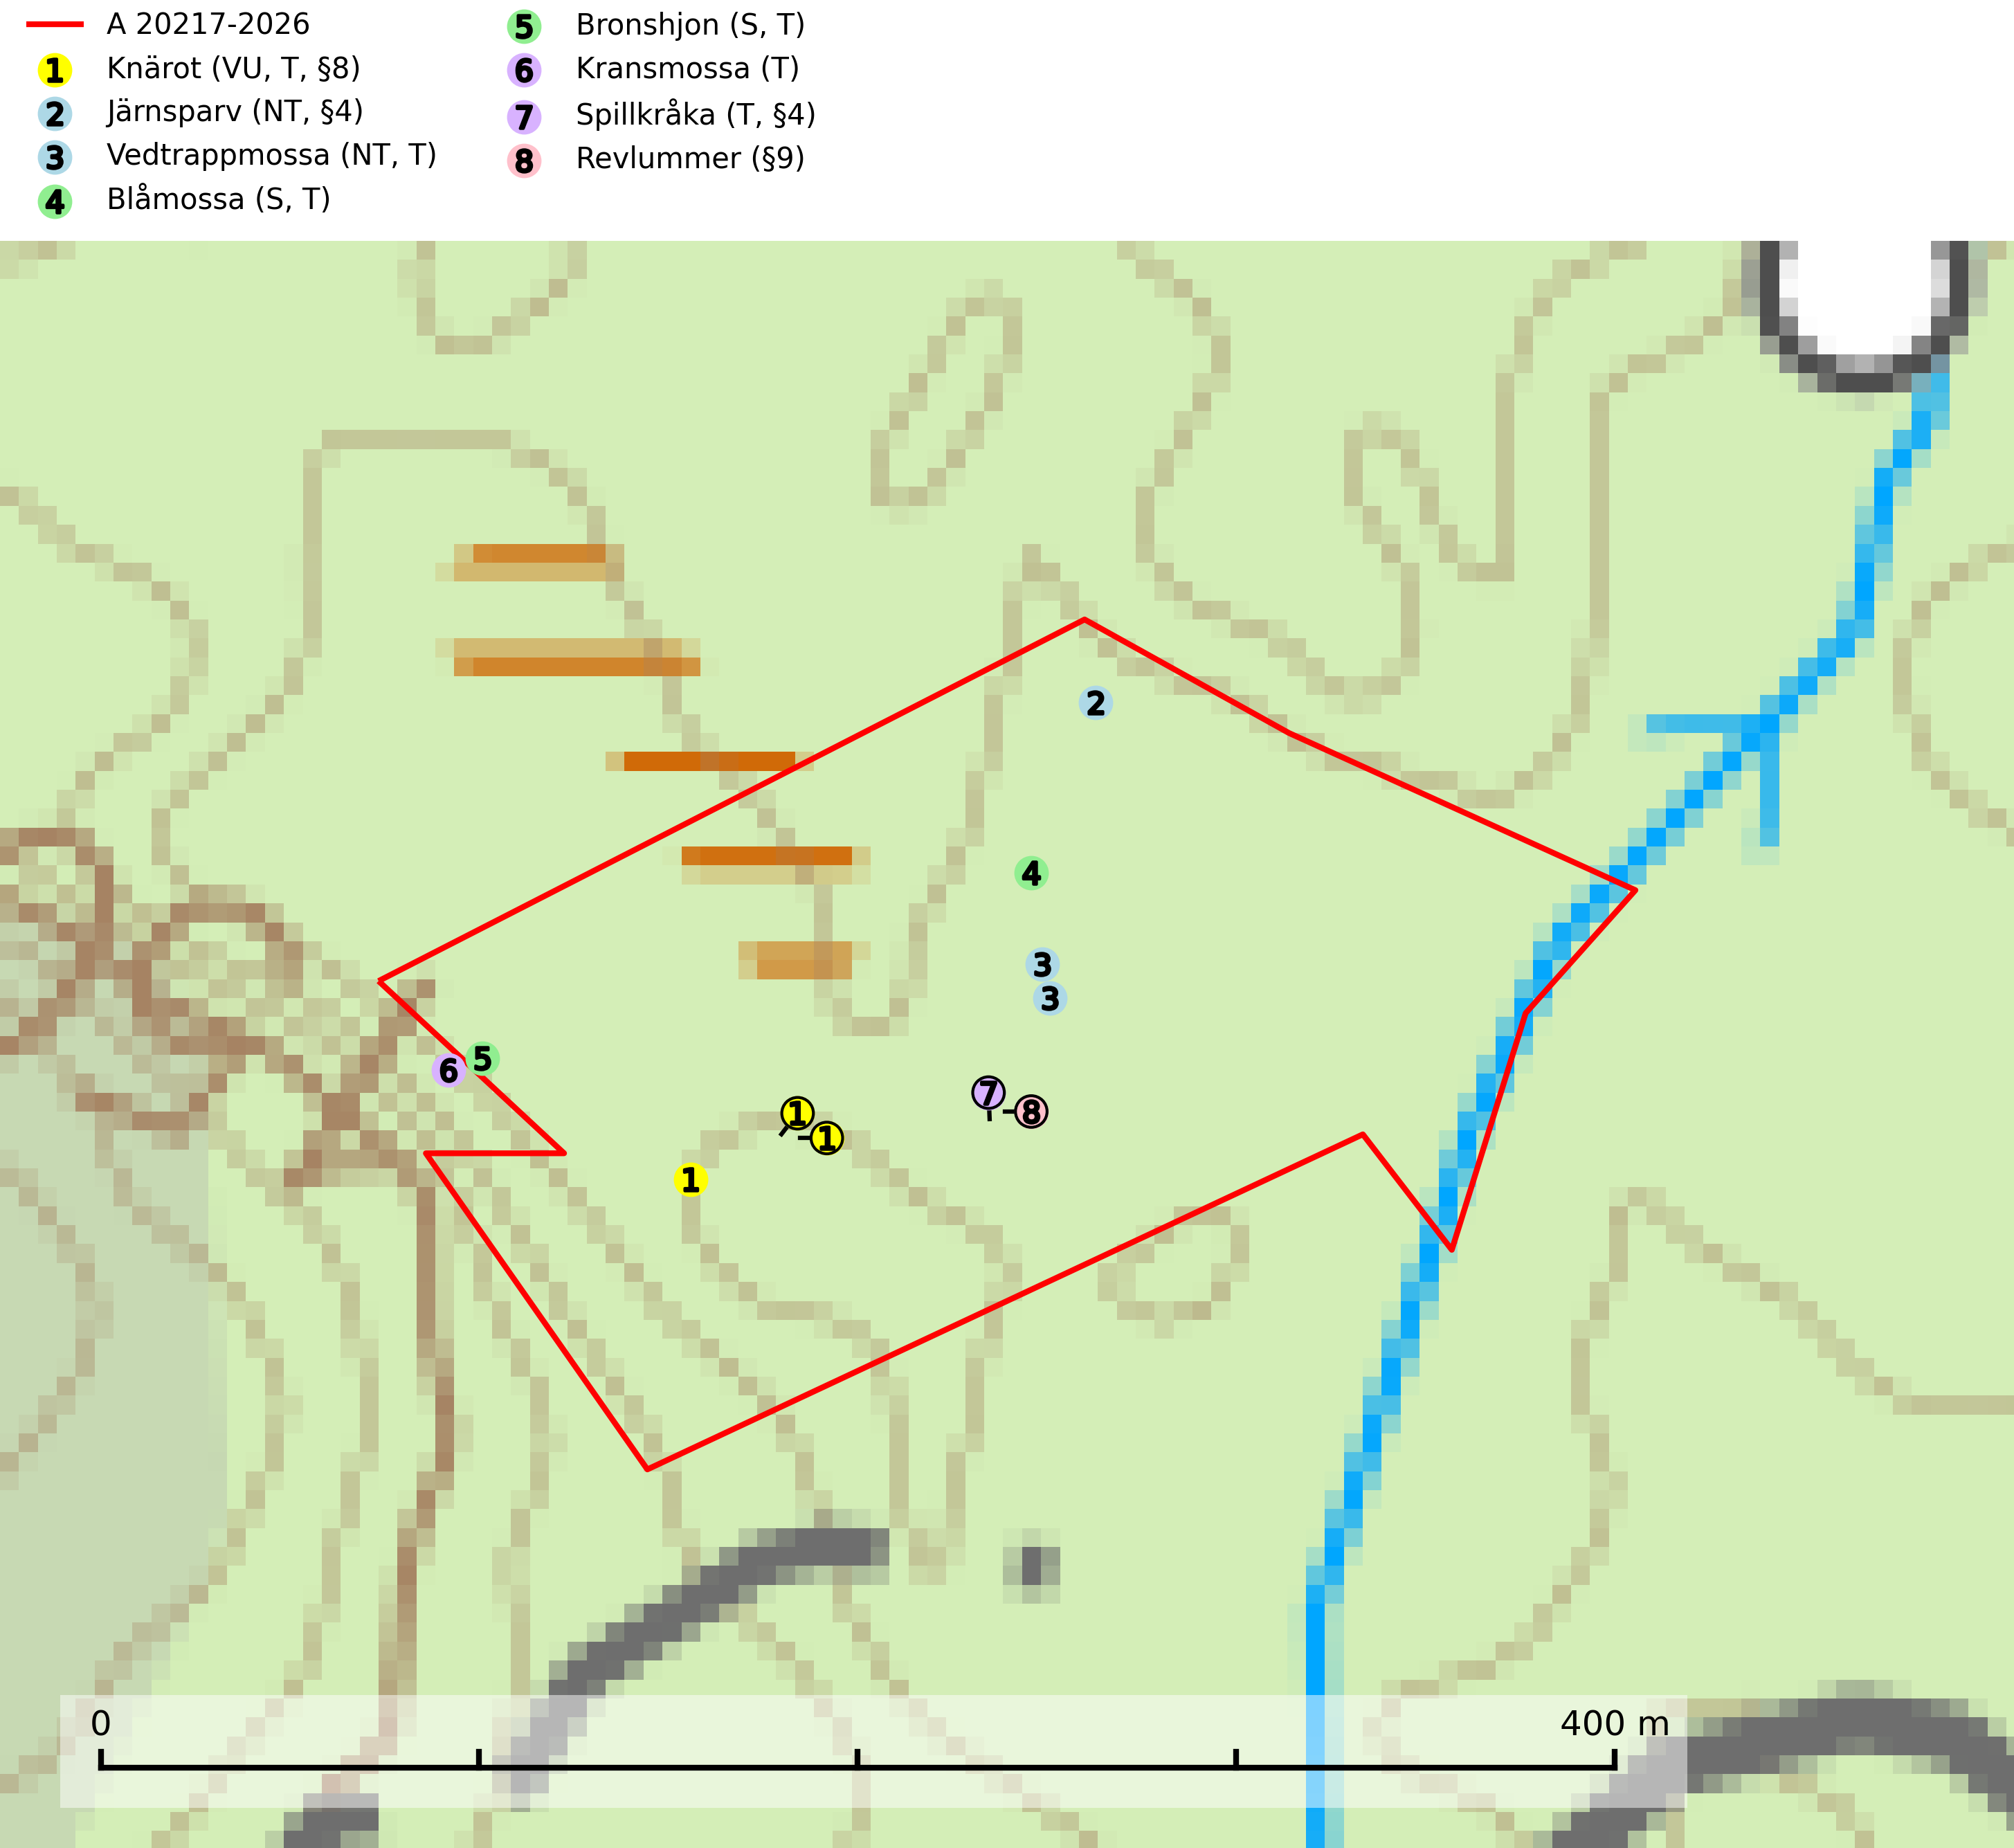 A 20217-2026
1 Knärot (VU, T, §8)
2 Järnsparv (NT, §4)
3 Vedtrappmossa (NT, T)
4 Blåmossa (S, T)
5 Bronshjon (S, T)
6 Kransmossa (T)
7 Spillkråka (T, §4)
8 Revlummer (§9)
2
4
3
3
5
6
7
8
1
1
1
0 400 m